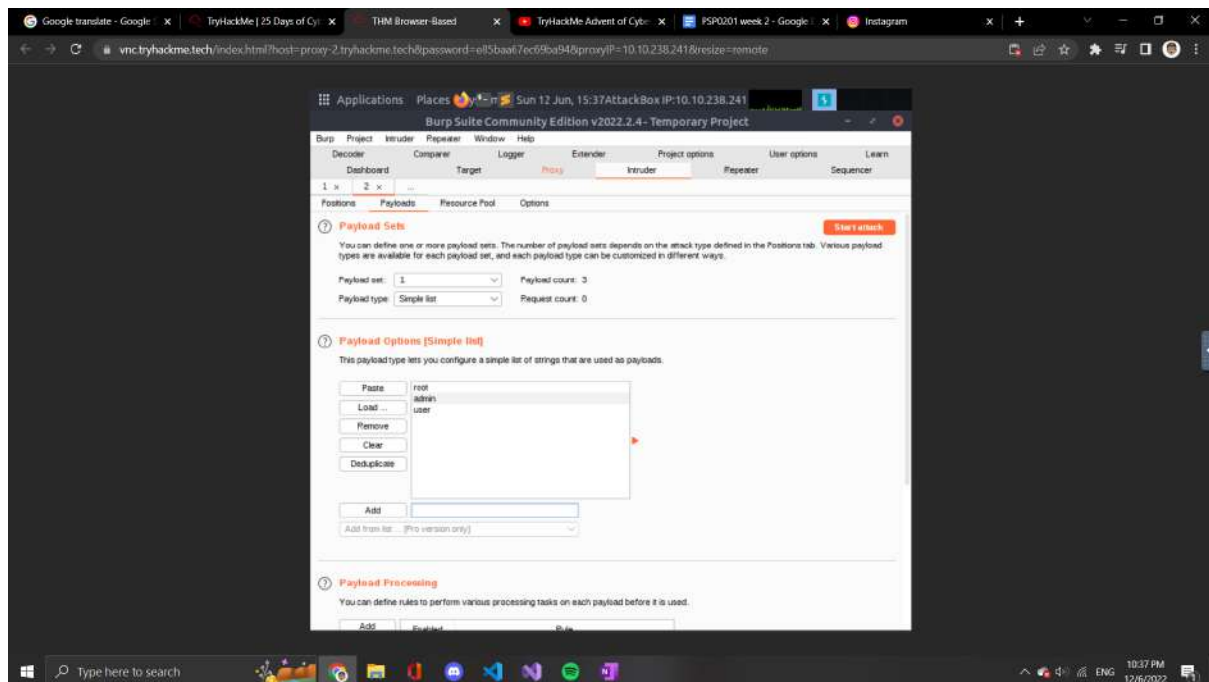 Google translate - Google
TryHackMe | 25 Days of Cy
THM Browser-Based
TryHackMe Advent of Cybe
PSP0201 week 2 - Google
Instagram
Applications Places Sun 12 Jun, 15:37 AttackBox IP:10.10.238.241
Burp Suite Community Edition v2022.2.4 - Temporary Project
Burp Project Intruder Repeater Window Help
Decoder Comparer Logger Extender Project options User options Learn
Dashboard Target Proxy Intruder Repeater Sequencer
1 × 2 × ...
Positions Payloads Resource Pool Options
Payload Sets
Start attack
You can define one or more payload sets. The number of payload sets depends on the attack type defined in the Positions tab. Various payload
types are available for each payload set, and each payload type can be customized in different ways.
Payload set: 1 Payload count: 3
Payload type: Simple list Request count: 0
Payload Options [Simple list]
This payload type lets you configure a simple list of strings that are used as payloads.
Paste
Load ...
Remove
Clear
Deduplicate
root
admin
user
Add
Add from list ... [Pro version only]
Payload Processing
You can define rules to perform various processing tasks on each payload before it is used.
Add Enabled Rule
Type here to search
ENG
10:37 PM
12/6/2022